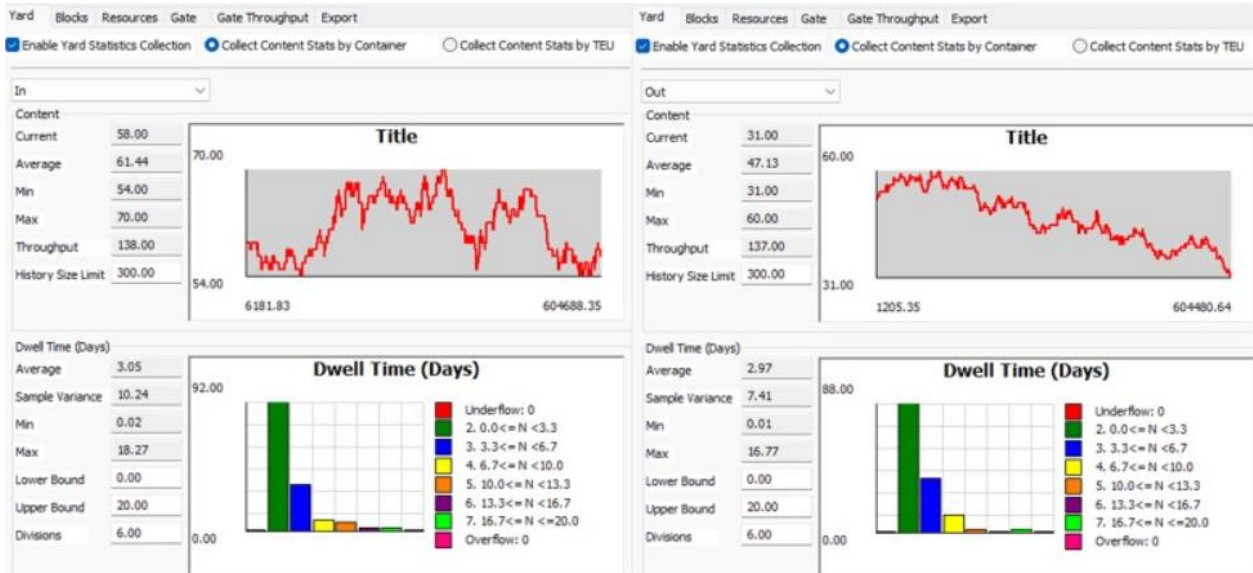 Yard Blocks Resources Gate Gate Throughput Export
Enable Yard Statistics Collection Collect Content Stats by Container Collect Content Stats by TEU
In
Content
Current 58.00
Average 61.44
Min 54.00
Max 70.00
Throughput 138.00
History Size Limit 300.00
Title
70.00
54.00
6181.83 604688.35
Dwell Time (Days)
Average 3.05
Sample Variance 10.24
Min 0.02
Max 18.27
Lower Bound 0.00
Upper Bound 20.00
Divisions 6.00
Dwell Time (Days)
92.00
0.00
Underflow: 0
2. 0.0<= N <3.3
3. 3.3<= N <6.7
4. 6.7<= N <10.0
5. 10.0<= N <13.3
6. 13.3<= N <16.7
7. 16.7<= N <=20.0
Overflow: 0
Yard Blocks Resources Gate Gate Throughput Export
Enable Yard Statistics Collection Collect Content Stats by Container Collect Content Stats by TEU
Out
Content
Current 31.00
Average 47.13
Min 31.00
Max 60.00
Throughput 137.00
History Size Limit 300.00
Title
60.00
31.00
1205.35 604480.64
Dwell Time (Days)
Average 2.97
Sample Variance 7.41
Min 0.01
Max 16.77
Lower Bound 0.00
Upper Bound 20.00
Divisions 6.00
Dwell Time (Days)
88.00
0.00
Underflow: 0
2. 0.0<= N <3.3
3. 3.3<= N <6.7
4. 6.7<= N <10.0
5. 10.0<= N <13.3
6. 13.3<= N <16.7
7. 16.7<= N <=20.0
Overflow: 0